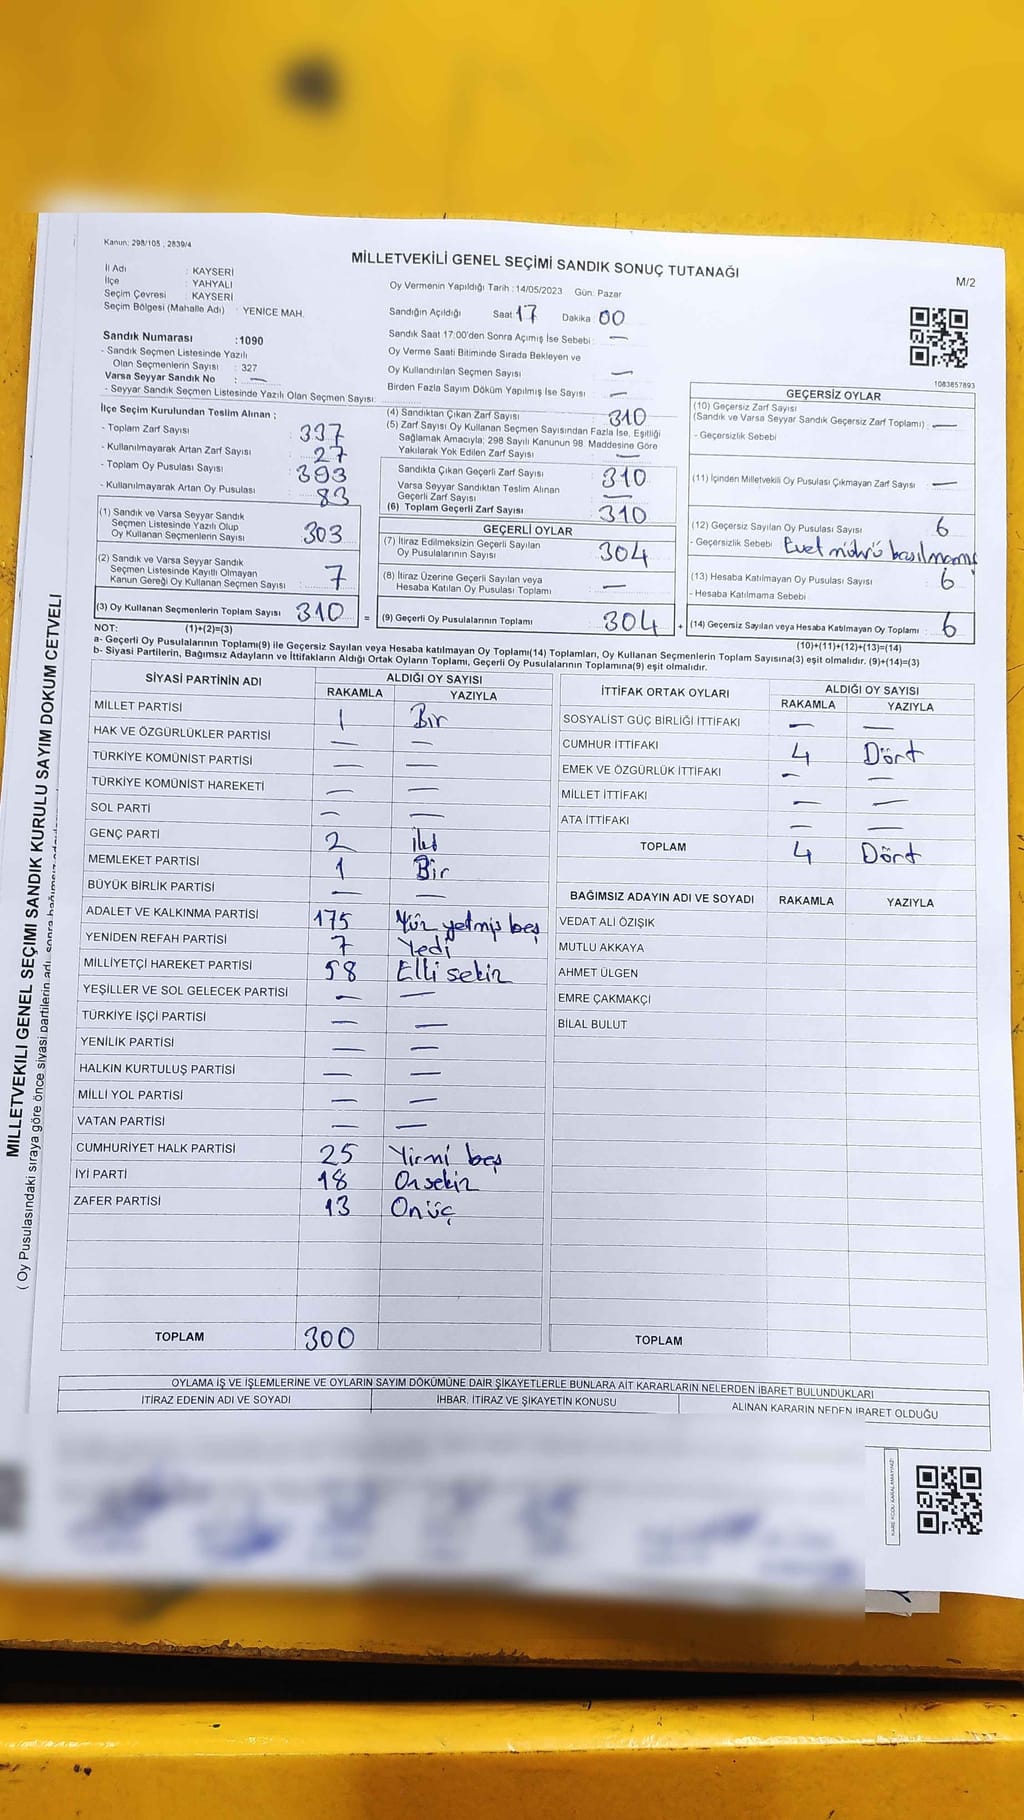 Kanun: 298/105 , 2839/4
MİLLETVEKİLİ GENEL SEÇİMİ SANDIK SONUÇ TUTANAĞI
M/2
İl Adı : KAYSERİ
İlçe : YAHYALI
Seçim Çevresi : KAYSERİ
Seçim Bölgesi (Mahalle Adı) : YENİCE MAH.
Oy Vermenin Yapıldığı Tarih : 14/05/2023 Gün: Pazar
Sandığın Açıldığı Saat 17 Dakika 00
Sandık Saat 17:00'den Sonra Açımış İse Sebebi : —
Oy Verme Saati Bitiminde Sırada Bekleyen ve
Oy Kullandırılan Seçmen Sayısı : —
Birden Fazla Sayım Döküm Yapılmış İse Sayısı : —
1083857893
Sandık Numarası :1090
- Sandık Seçmen Listesinde Yazılı
Olan Seçmenlerin Sayısı : 327
Varsa Seyyar Sandık No : —
- Seyyar Sandık Seçmen Listesinde Yazılı Olan Seçmen Sayısı:
İlçe Seçim Kurulundan Teslim Alınan ;
- Toplam Zarf Sayısı : 337
- Kullanılmayarak Artan Zarf Sayısı : 27
- Toplam Oy Pusulası Sayısı : 393
- Kullanılmayarak Artan Oy Pusulası : 83
(1) Sandık ve Varsa Seyyar Sandık
Seçmen Listesinde Yazılı Olup
Oy Kullanan Seçmenlerin Sayısı : 303
(2) Sandık ve Varsa Seyyar Sandık
Seçmen Listesinde Kayıtlı Olmayan
Kanun Gereği Oy Kullanan Seçmen Sayısı : 7
(3) Oy Kullanan Seçmenlerin Toplam Sayısı : 310
(4) Sandıktan Çıkan Zarf Sayısı : 310
(5) Zarf Sayısı Oy Kullanan Seçmen Sayısından Fazla İse, Eşitliği
Sağlamak Amacıyla; 298 Sayılı Kanunun 98. Maddesine Göre
Yakılarak Yok Edilen Zarf Sayısı : —
Sandıkta Çıkan Geçerli Zarf Sayısı : 310
Varsa Seyyar Sandıktan Teslim Alınan
Geçerli Zarf Sayısı : —
(6) Toplam Geçerli Zarf Sayısı : 310
GEÇERLİ OYLAR
(7) İtiraz Edilmeksizin Geçerli Sayılan
Oy Pusulalarının Sayısı : 304
(8) İtiraz Üzerine Geçerli Sayılan veya
Hesaba Katılan Oy Pusulası Toplamı : —
= (9) Geçerli Oy Pusulalarının Toplamı : 304
GEÇERSİZ OYLAR
(10) Geçersiz Zarf Sayısı
(Sandık ve Varsa Seyyar Sandık Geçersiz Zarf Toplamı) : —
- Geçersizlik Sebebi
(11) İçinden Milletvekili Oy Pusulası Çıkmayan Zarf Sayısı : —
(12) Geçersiz Sayılan Oy Pusulası Sayısı : 6
- Geçersizlik Sebebi Evet mührü basılmamış
(13) Hesaba Katılmayan Oy Pusulası Sayısı : 6
- Hesaba Katılmama Sebebi
+ (14) Geçersiz Sayılan veya Hesaba Katılmayan Oy Toplamı : 6
NOT: (1)+(2)=(3) (10)+(11)+(12)+(13)=(14)
a- Geçerli Oy Pusulalarının Toplamı(9) ile Geçersiz Sayılan veya Hesaba katılmayan Oy Toplamı(14) Toplamları, Oy Kullanan Seçmenlerin Toplam Sayısına(3) eşit olmalıdır. (9)+(14)=(3)
b- Siyasi Partilerin, Bağımsız Adayların ve İttifakların Aldığı Ortak Oyların Toplamı, Geçerli Oy Pusulalarının Toplamına(9) eşit olmalıdır.
SİYASİ PARTİNİN ADI ALDIĞI OY SAYISI
RAKAMLA YAZIYLA
MİLLET PARTİSİ 1 Bir
HAK VE ÖZGÜRLÜKLER PARTİSİ — —
TÜRKİYE KOMÜNİST PARTİSİ — —
TÜRKİYE KOMÜNİST HAREKETİ — —
SOL PARTİ — —
GENÇ PARTİ 2 iki
MEMLEKET PARTİSİ 1 Bir
BÜYÜK BİRLİK PARTİSİ — —
ADALET VE KALKINMA PARTİSİ 175 Yüz yetmiş beş
YENİDEN REFAH PARTİSİ 7 Yedi
MİLLİYETÇİ HAREKET PARTİSİ 58 Elli sekiz
YEŞİLLER VE SOL GELECEK PARTİSİ — —
TÜRKİYE İŞÇİ PARTİSİ — —
YENİLİK PARTİSİ — —
HALKIN KURTULUŞ PARTİSİ — —
MİLLİ YOL PARTİSİ — —
VATAN PARTİSİ — —
CUMHURİYET HALK PARTİSİ 25 Yirmi beş
İYİ PARTİ 18 On sekiz
ZAFER PARTİSİ 13 On üç
TOPLAM 300
İTTİFAK ORTAK OYLARI ALDIĞI OY SAYISI
RAKAMLA YAZIYLA
SOSYALİST GÜÇ BİRLİĞİ İTTİFAKI — —
CUMHUR İTTİFAKI 4 Dört
EMEK VE ÖZGÜRLÜK İTTİFAKI — —
MİLLET İTTİFAKI — —
ATA İTTİFAKI — —
TOPLAM 4 Dört
BAĞIMSIZ ADAYIN ADI VE SOYADI RAKAMLA YAZIYLA
VEDAT ALİ ÖZIŞIK
MUTLU AKKAYA
AHMET ÜLGEN
EMRE ÇAKMAKÇİ
BİLAL BULUT
TOPLAM
OYLAMA İŞ VE İŞLEMLERİNE VE OYLARIN SAYIM DÖKÜMÜNE DAİR ŞİKAYETLERLE BUNLARA AİT KARARLARIN NELERDEN İBARET BULUNDUKLARI
İTİRAZ EDENİN ADI VE SOYADI İHBAR, İTİRAZ VE ŞİKAYETİN KONUSU ALINAN KARARIN NEDEN İBARET OLDUĞU
KARE KODU KARALAMAYINIZ!
MİLLETVEKİLİ GENEL SEÇİMİ SANDIK KURULU SAYIM DÖKÜM CETVELİ
( Oy Pusulasındaki sıraya göre önce siyasi partilerin adı, sonra bağımsız